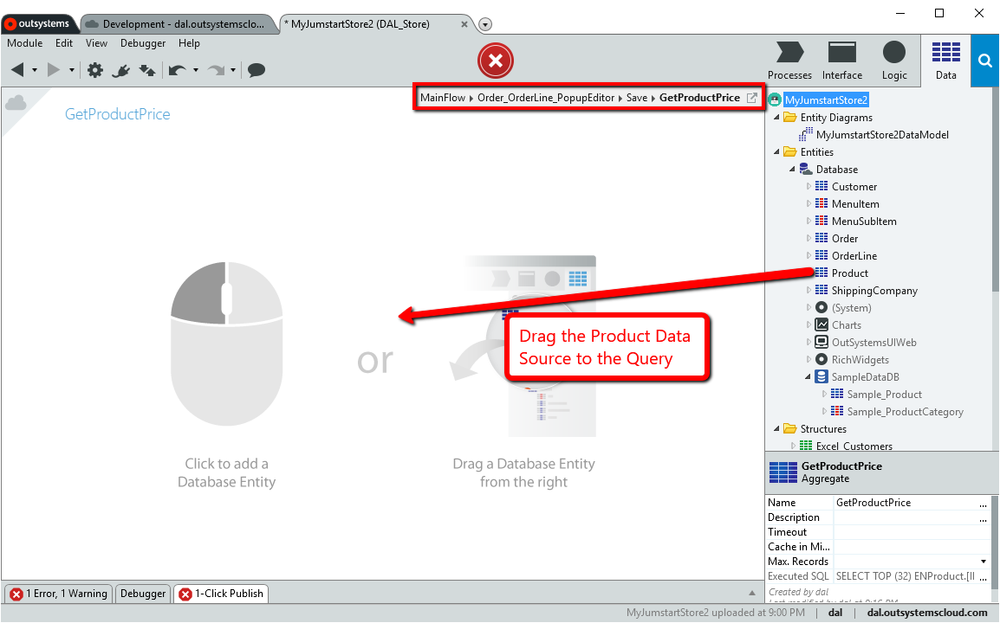 outsystems
Development - dal.outsystemsclo...
* MyJumstartStore2 (DAL_Store)
Module Edit View Debugger Help
Processes Interface Logic Data
GetProductPrice
MainFlow Order_OrderLine_PopupEditor Save GetProductPrice
MyJumstartStore2
Entity Diagrams
MyJumstartStore2DataModel
Entities
Database
Customer
MenuItem
MenuSubItem
Order
OrderLine
Product
ShippingCompany
(System)
Charts
OutSystemsUIWeb
RichWidgets
SampleDataDB
Sample_Product
Sample_ProductCategory
Structures
Excel_Customers
or
Drag the Product Data
Source to the Query
Click to add a
Database Entity
Drag a Database Entity
from the right
GetProductPrice
Aggregate
Name GetProductPrice ...
Description ...
Timeout
Cache in Mi...
Max. Records
Executed SQL SELECT TOP (32) ENProduct.[II ...
Created by dal
Last modified by dal at 9:16 PM
1 Error, 1 Warning
Debugger
1-Click Publish
MyJumstartStore2 uploaded at 9:00 PM | dal | dal.outsystemscloud.com